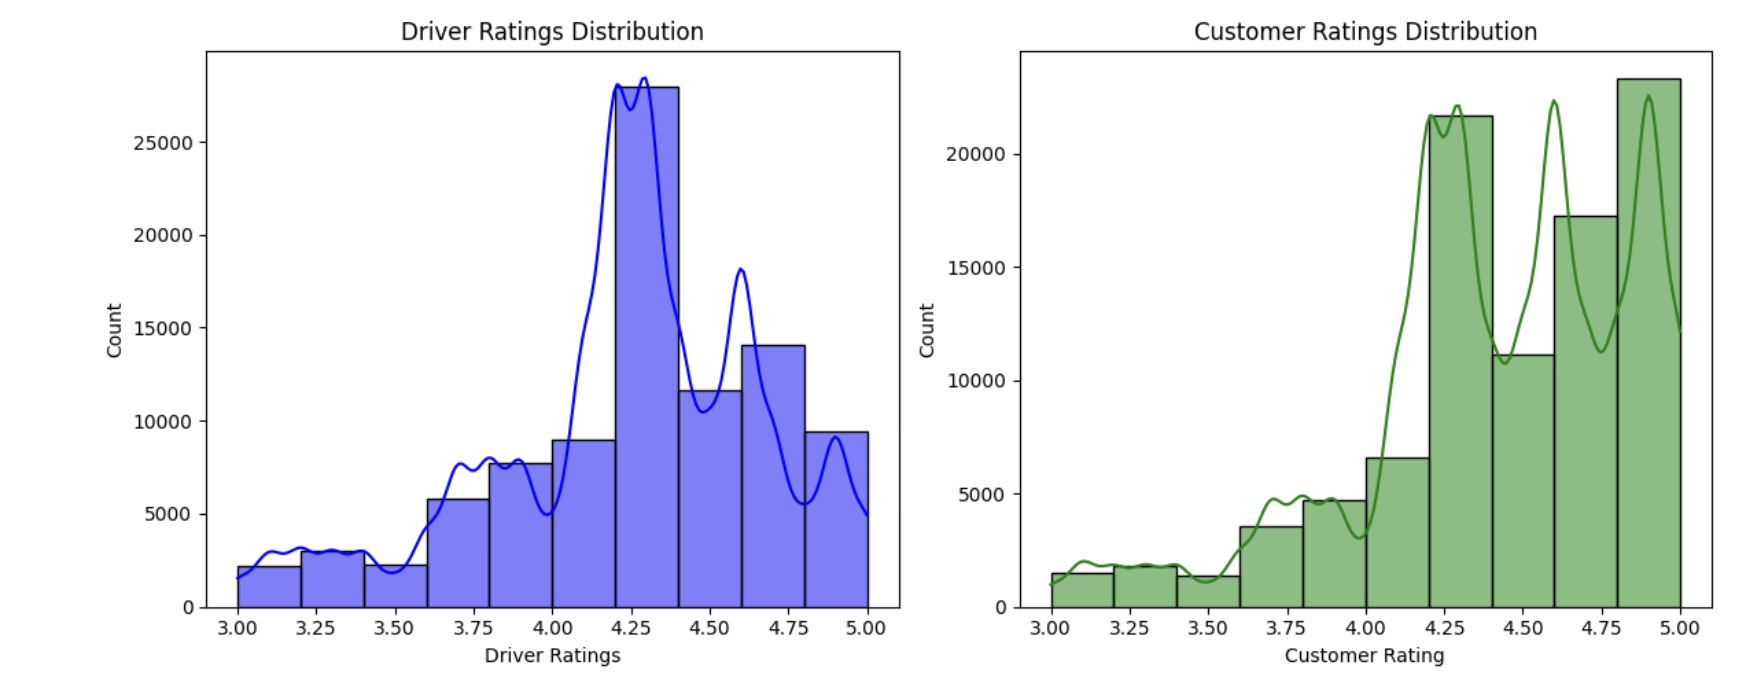 Driver Ratings Distribution
25000
20000
15000
10000
5000
0
Count
3.00 3.25 3.50 3.75 4.00 4.25 4.50 4.75 5.00
Driver Ratings
Customer Ratings Distribution
20000
15000
10000
5000
0
Count
3.00 3.25 3.50 3.75 4.00 4.25 4.50 4.75 5.00
Customer Rating